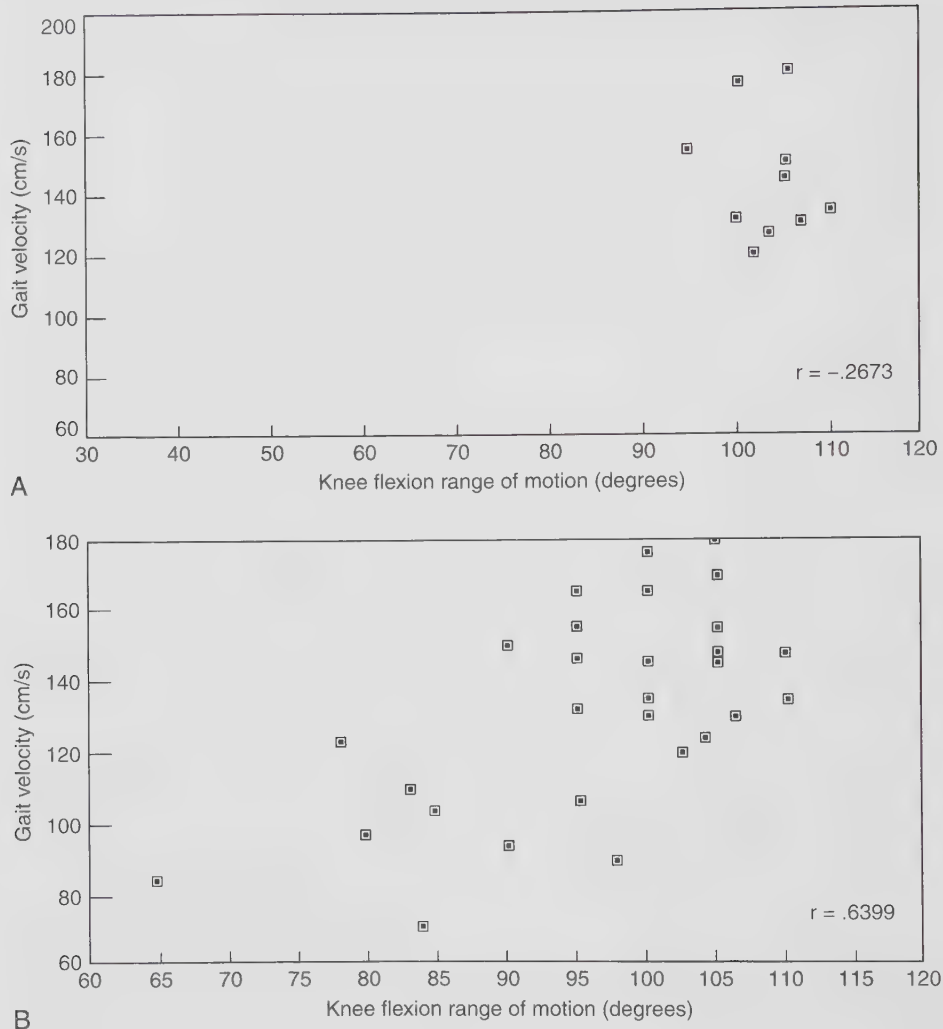 200
180
160
140
120
100
80
60
Gait velocity (cm/s)
r = –.2673
30 40 50 60 70 80 90 100 110 120
Knee flexion range of motion (degrees)
A
180
160
140
120
100
80
60
Gait velocity (cm/s)
r = .6399
60 65 70 75 80 85 90 95 100 105 110 115 120
Knee flexion range of motion (degrees)
B